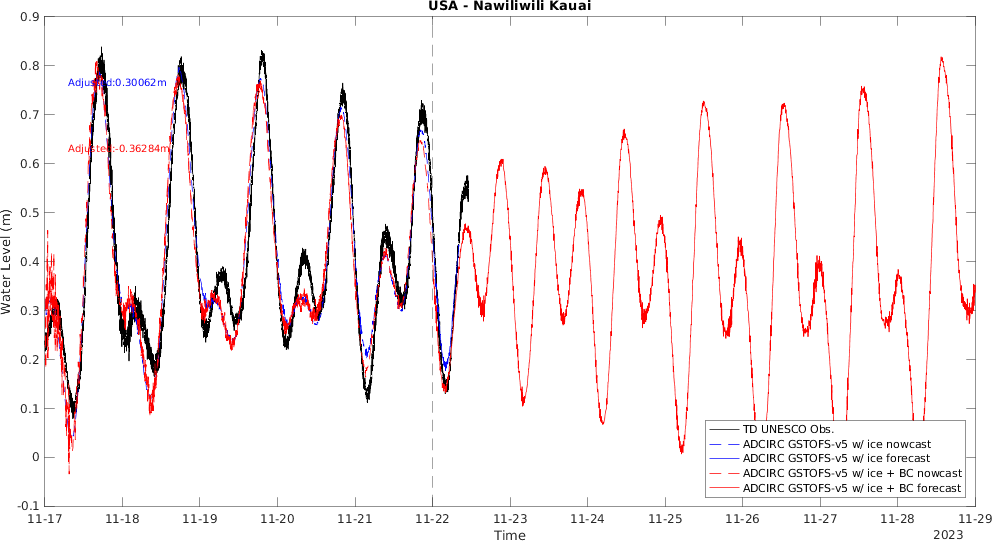 USA - Nawiliwili Kauai
0.9
0.8
0.7
0.6
0.5
0.4
0.3
0.2
0.1
0
-0.1
Water Level (m)
Adjusted:0.30062m
Adjusted:-0.36284m
TD UNESCO Obs.
ADCIRC GSTOFS-v5 w/ ice nowcast
ADCIRC GSTOFS-v5 w/ ice forecast
ADCIRC GSTOFS-v5 w/ ice + BC nowcast
ADCIRC GSTOFS-v5 w/ ice + BC forecast
11-17 11-18 11-19 11-20 11-21 11-22 11-23 11-24 11-25 11-26 11-27 11-28 11-29
Time
2023